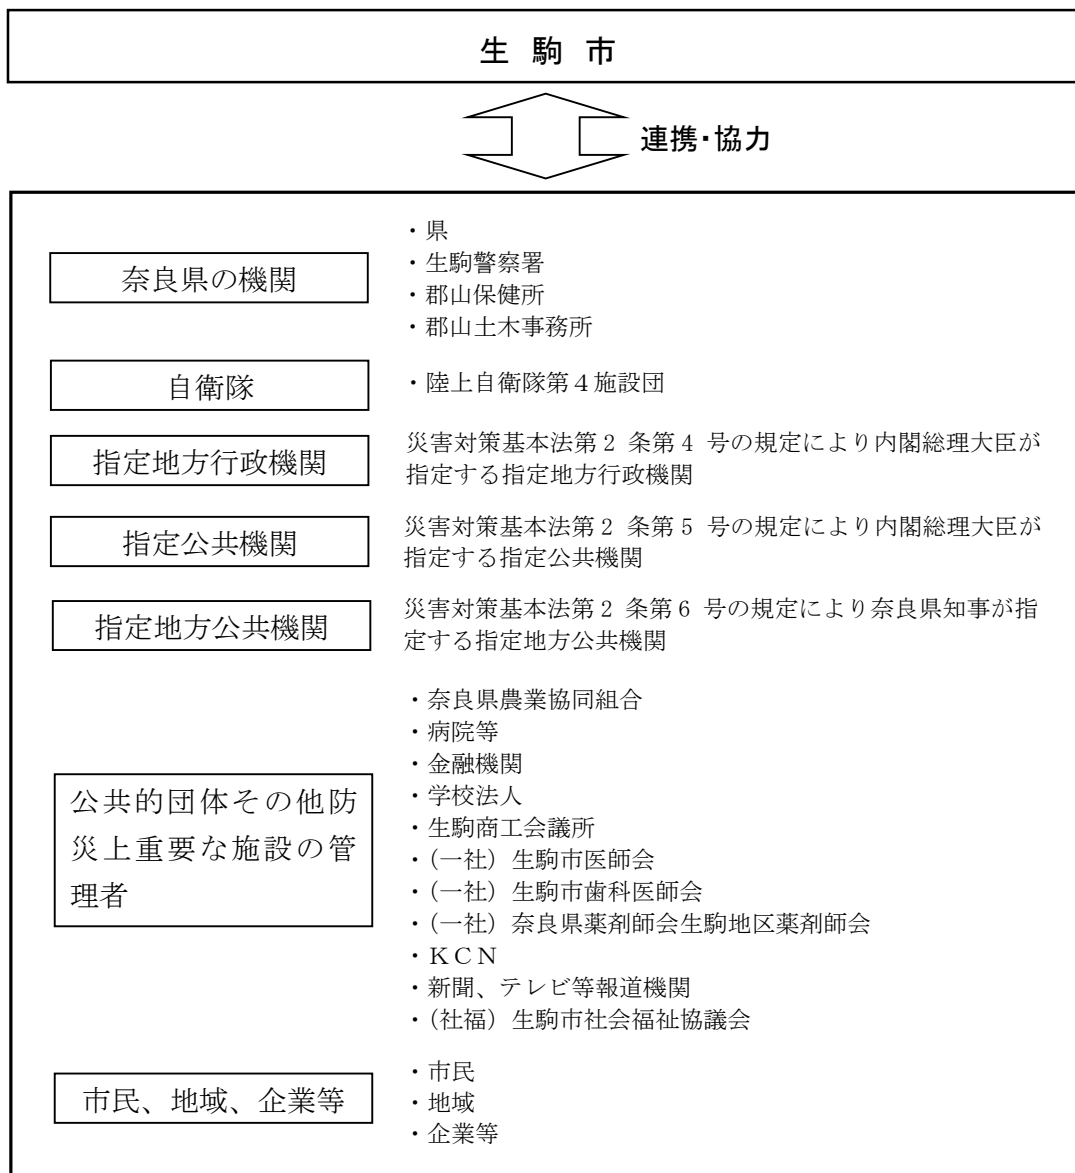 生 駒 市
連携・協力
奈良県の機関
・県
・生駒警察署
・郡山保健所
・郡山土木事務所
自衛隊
・陸上自衛隊第４施設団
指定地方行政機関
災害対策基本法第２ 条第４ 号の規定により内閣総理大臣が
指定する指定地方行政機関
指定公共機関
災害対策基本法第２ 条第５ 号の規定により内閣総理大臣が
指定する指定公共機関
指定地方公共機関
災害対策基本法第２ 条第６ 号の規定により奈良県知事が指
定する指定地方公共機関
公共的団体その他防
災上重要な施設の管
理者
・奈良県農業協同組合
・病院等
・金融機関
・学校法人
・生駒商工会議所
・（一社）生駒市医師会
・（一社）生駒市歯科医師会
・（一社）奈良県薬剤師会生駒地区薬剤師会
・ＫＣＮ
・新聞、テレビ等報道機関
・（社福）生駒市社会福祉協議会
市民、地域、企業等
・市民
・地域
・企業等